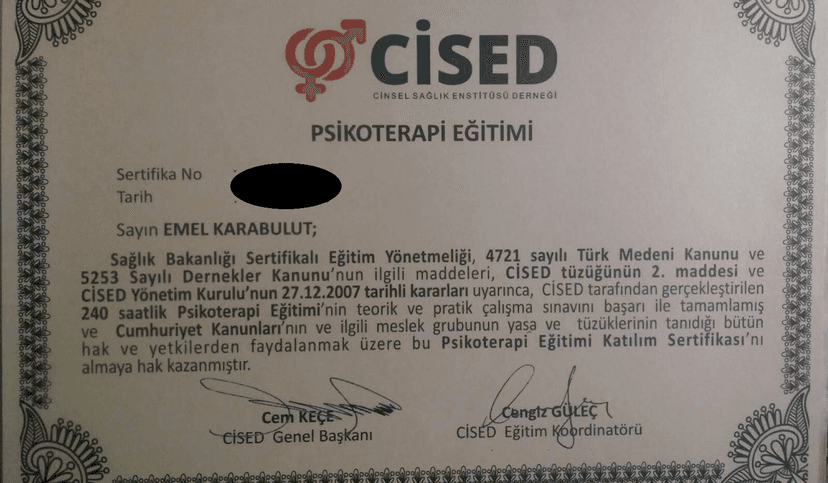 CİSED
CİNSEL SAĞLIK ENSTİTÜSÜ DERNEĞİ
PSİKOTERAPİ EĞİTİMİ
Sertifika No
Tarih
Sayın EMEL KARABULUT;
Sağlık Bakanlığı Sertifikalı Eğitim Yönetmeliği, 4721 sayılı Türk Medeni Kanunu ve
5253 Sayılı Dernekler Kanunu'nun ilgili maddeleri, CİSED tüzüğünün 2. maddesi ve
CİSED Yönetim Kurulu'nun 27.12.2007 tarihli kararları uyarınca, CİSED tarafından gerçekleştirilen
240 saatlik Psikoterapi Eğitimi'nin teorik ve pratik çalışma sınavını başarı ile tamamlamış
ve Cumhuriyet Kanunları'nın ve ilgili meslek grubunun yasa ve tüzüklerinin tanıdığı bütün
hak ve yetkilerden faydalanmak üzere bu Psikoterapi Eğitimi Katılım Sertifikası'nı
almaya hak kazanmıştır.
Cem KEÇE
CİSED Genel Başkanı
Cengiz GÜLEÇ
CİSED Eğitim Koordinatörü